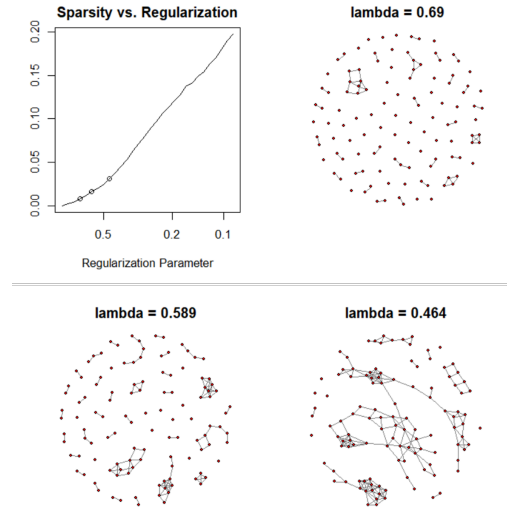 Sparsity vs. Regularization
0.20
0.15
0.10
0.05
0.00
0.5 0.2 0.1
Regularization Parameter
lambda = 0.69
lambda = 0.589
lambda = 0.464